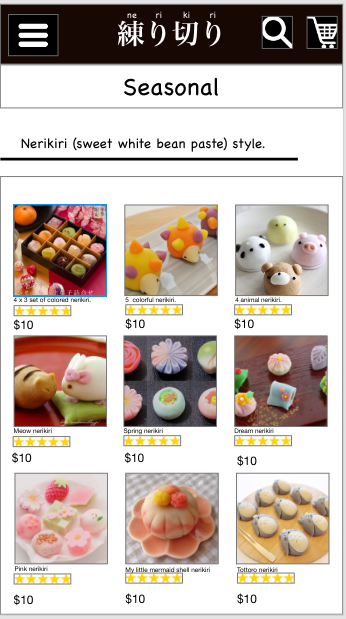 ne ri ki ri
練り切り
Seasonal
Nerikiri (sweet white bean paste) style.
4 x 3 set of colored nerikiri.
5 colorful nerikiri.
4 animal nerikiri.
$10
$10
$10
Meow nerikiri
Spring nerikiri
Dream nerikiri
$10
$10
$10
Pink nerikiri
My little mermaid shell nerikiri
Tottoro nerikiri
$10
$10
$10